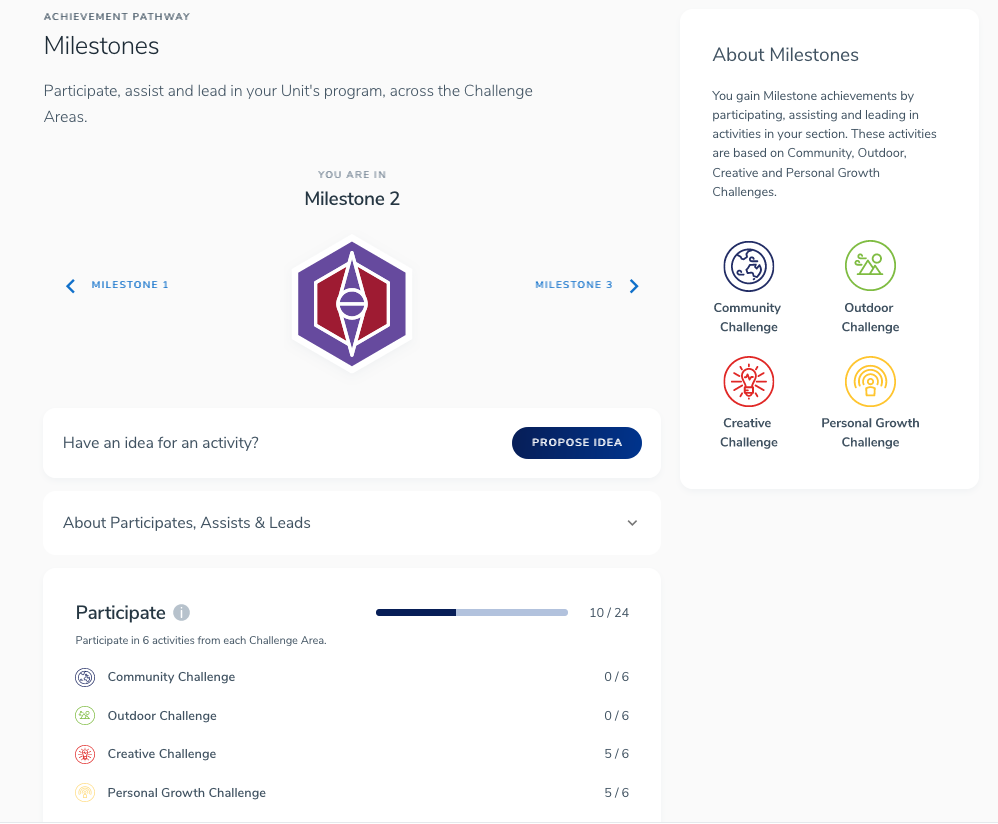 ACHIEVEMENT PATHWAY
Milestones
Participate, assist and lead in your Unit's program, across the Challenge
Areas.
YOU ARE IN
Milestone 2
MILESTONE 1
MILESTONE 3
Have an idea for an activity?
PROPOSE IDEA
About Participates, Assists & Leads
Participate i
10 / 24
Participate in 6 activities from each Challenge Area.
Community Challenge 0 / 6
Outdoor Challenge 0 / 6
Creative Challenge 5 / 6
Personal Growth Challenge 5 / 6
About Milestones
You gain Milestone achievements by
participating, assisting and leading in
activities in your section. These activities
are based on Community, Outdoor,
Creative and Personal Growth
Challenges.
Community
Challenge
Outdoor
Challenge
Creative
Challenge
Personal Growth
Challenge